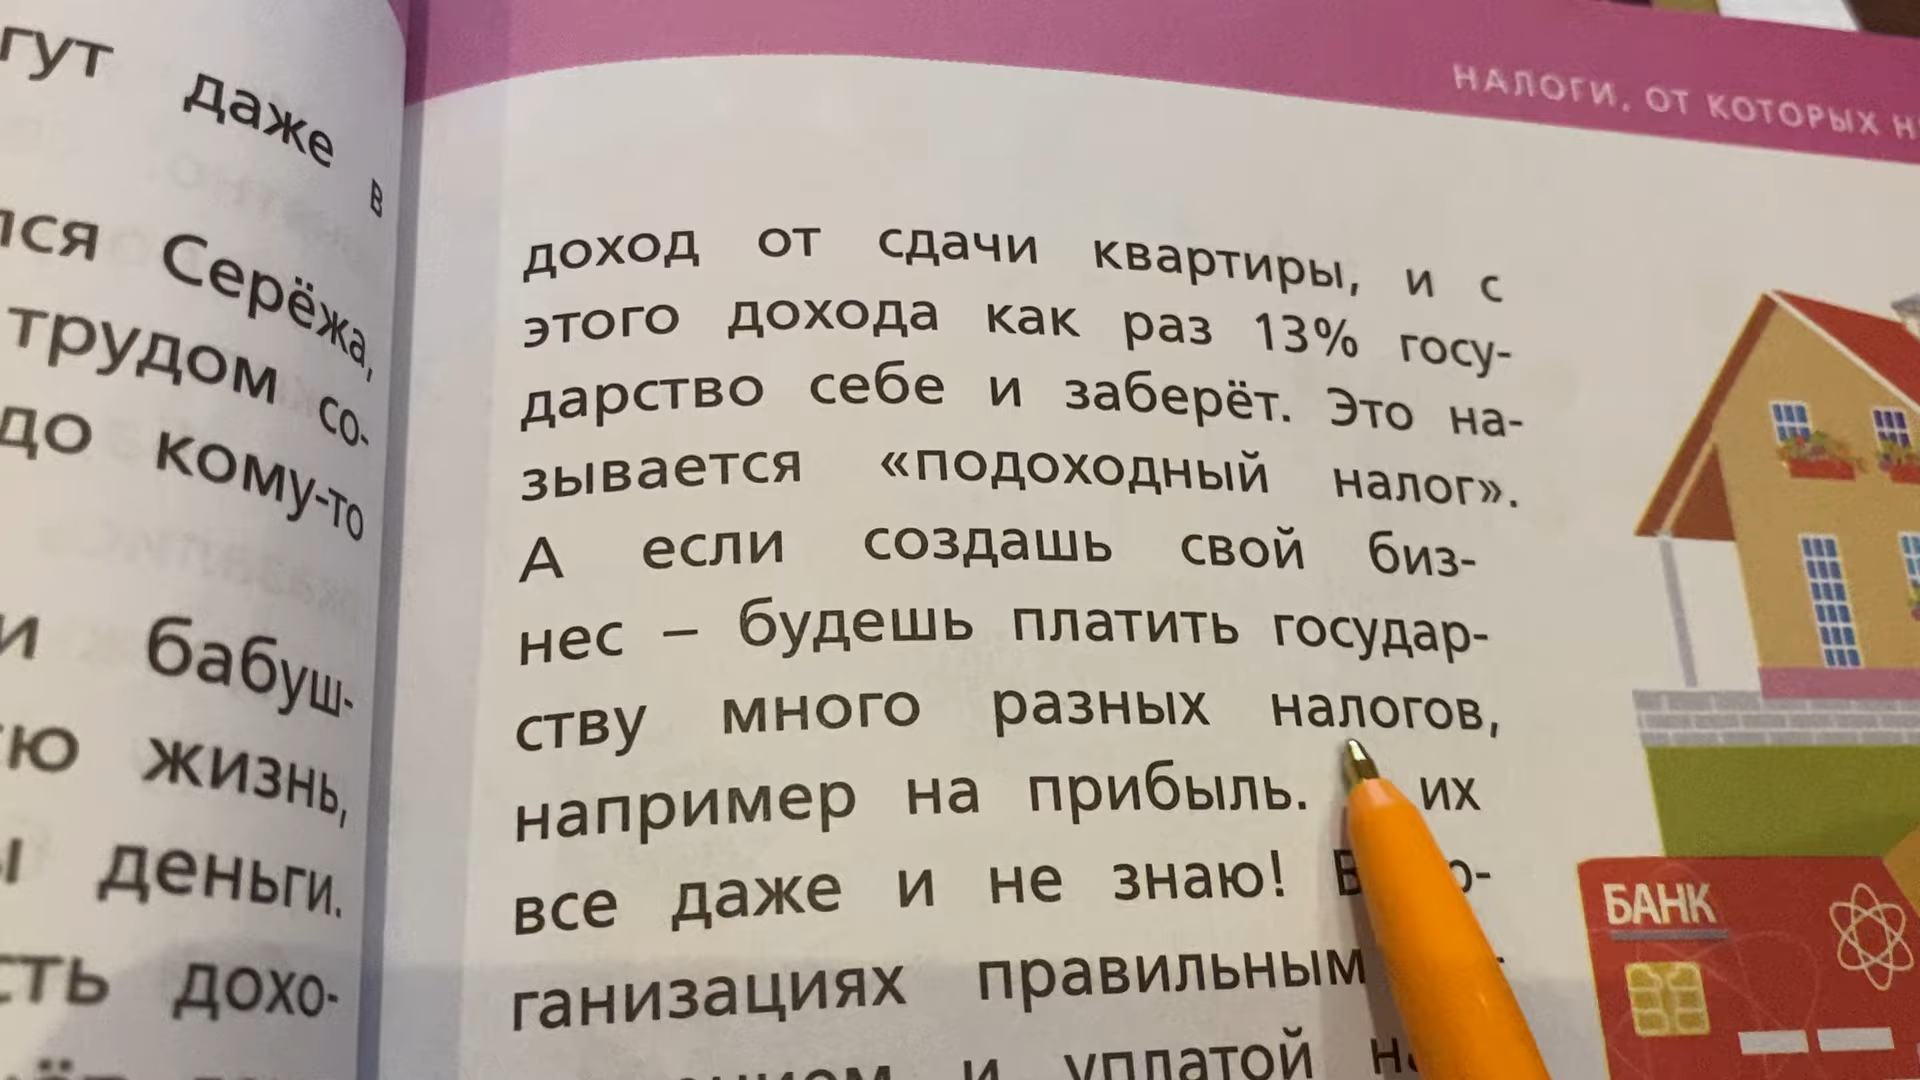 гут даже в
лся Серёжа,
трудом со-
до кому-то
и бабуш-
ю жизнь,
деньги.
сть дохо-
НАЛОГИ, ОТ КОТОРЫХ
доход от сдачи квартиры, и с
этого дохода как раз 13% госу-
дарство себе и заберёт. Это на-
зывается «подоходный налог».
А если создашь свой биз-
нес – будешь платить государ-
ству много разных налогов,
например на прибыль. их
все даже и не знаю! В
ганизациях правильным
и уплатой
БАНК